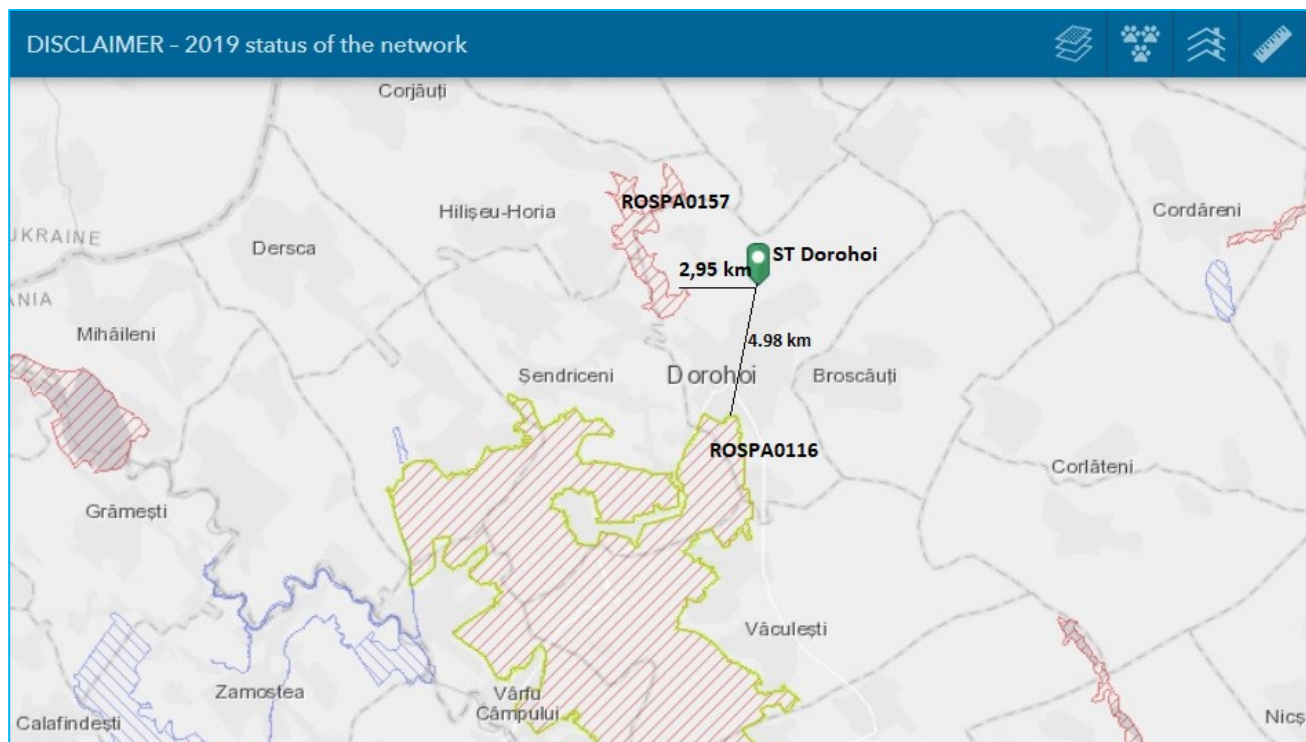 DISCLAIMER - 2019 status of the network
Corjăuți
ROSPA0157
Hilișeu-Horia
Cordăreni
UKRAINE
Dersca
ST Dorohoi
2,95 km
ANIA
Mihăileni
4.98 km
Șendriceni
Dorohoi
Broscăuți
ROSPA0116
Corlăteni
Grămești
Văculești
Zamostea
Vârfu
Câmpului
Calafindești
Nicș